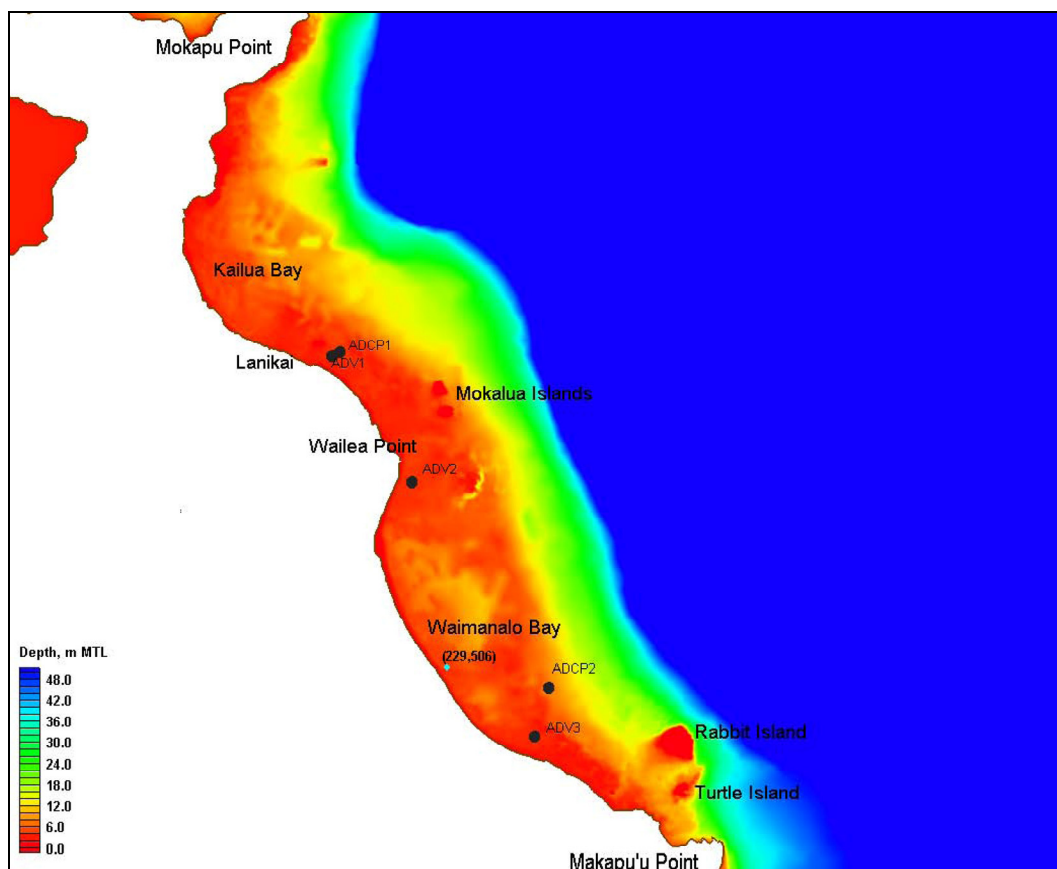 Mokapu Point
Kailua Bay
ADCP1
ADV1
Lanikai
Mokalua Islands
Wailea Point
ADV2
Waimanalo Bay
(229,506)
ADCP2
ADV3
Rabbit Island
Turtle Island
Makapu'u Point
Depth, m MTL
48.0
42.0
36.0
30.0
24.0
18.0
12.0
6.0
0.0